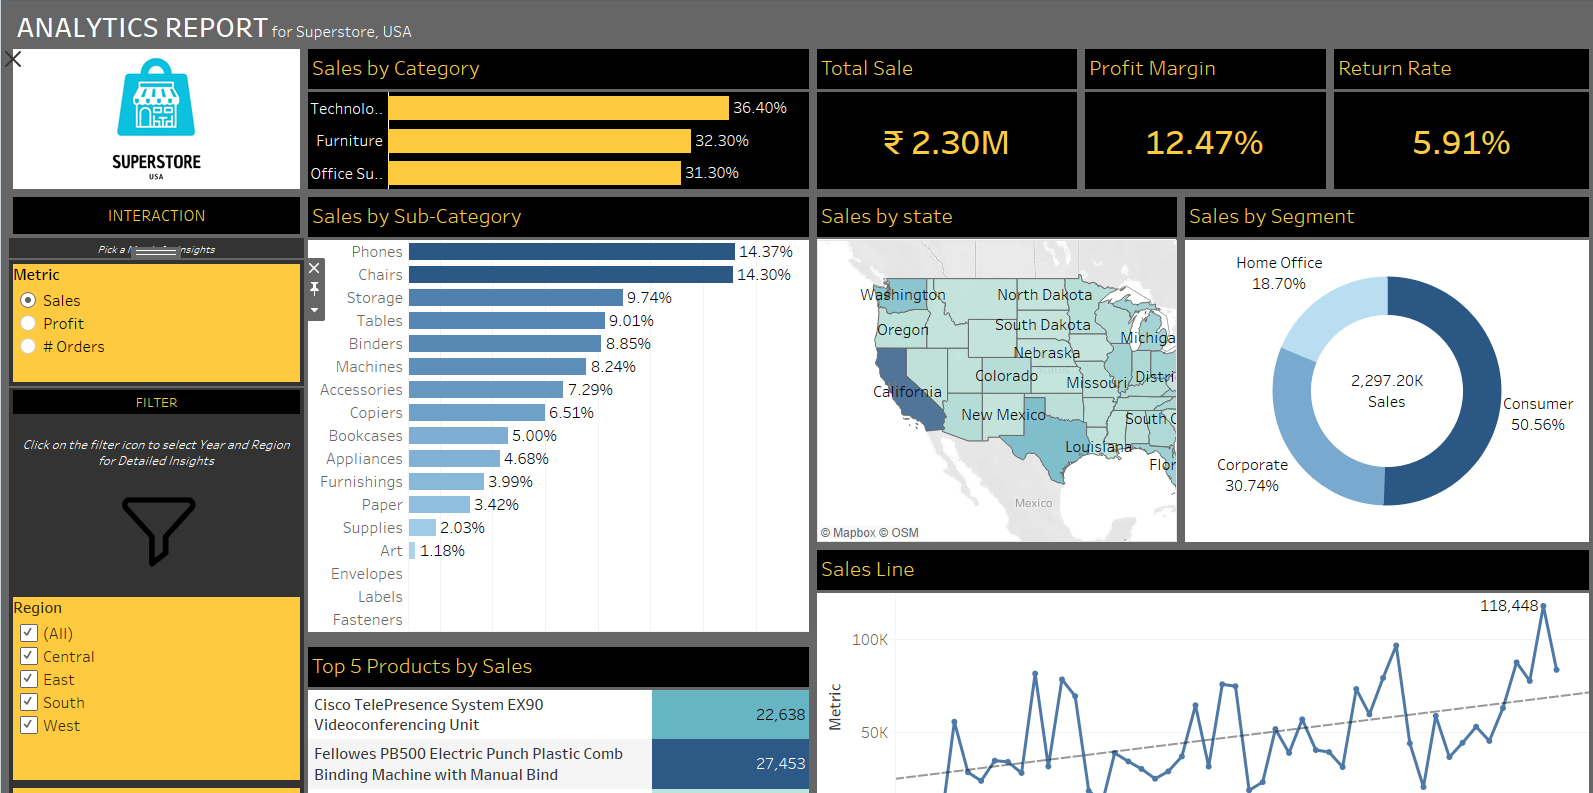 ANALYTICS REPORT for Superstore, USA
SUPERSTORE
USA
INTERACTION
Pick a
nsights
Metric
Sales
Profit
# Orders
FILTER
Click on the filter icon to select Year and Region
for Detailed Insights
Region
(All)
Central
East
South
West
Sales by Category
Technolo.. 36.40%
Furniture 32.30%
Office Su.. 31.30%
Total Sale
₹ 2.30M
Profit Margin
12.47%
Return Rate
5.91%
Sales by Sub-Category
Phones 14.37%
Chairs 14.30%
Storage 9.74%
Tables 9.01%
Binders 8.85%
Machines 8.24%
Accessories 7.29%
Copiers 6.51%
Bookcases 5.00%
Appliances 4.68%
Furnishings 3.99%
Paper 3.42%
Supplies 2.03%
Art 1.18%
Envelopes
Labels
Fasteners
Sales by state
Washington
North Dakota
Oregon
South Dakota
Michiga
Nebraska
Colorado
Missouri
Distri
California
New Mexico
South C
Louisiana
Flor
Mexico
© Mapbox © OSM
Sales by Segment
Home Office
18.70%
2,297.20K
Sales
Consumer
50.56%
Corporate
30.74%
Top 5 Products by Sales
Cisco TelePresence System EX90
Videoconferencing Unit
22,638
Fellowes PB500 Electric Punch Plastic Comb
Binding Machine with Manual Bind
27,453
Sales Line
118,448
100K
50K
Metric